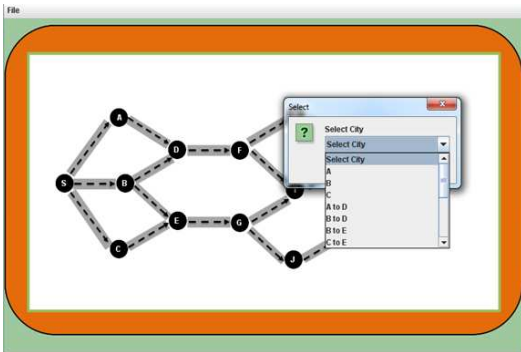 File
Select
Select City
?
Select City
Select City
A
B
C
A to D
B to D
B to E
C to E
A
D
F
S
B
E
G
C
J